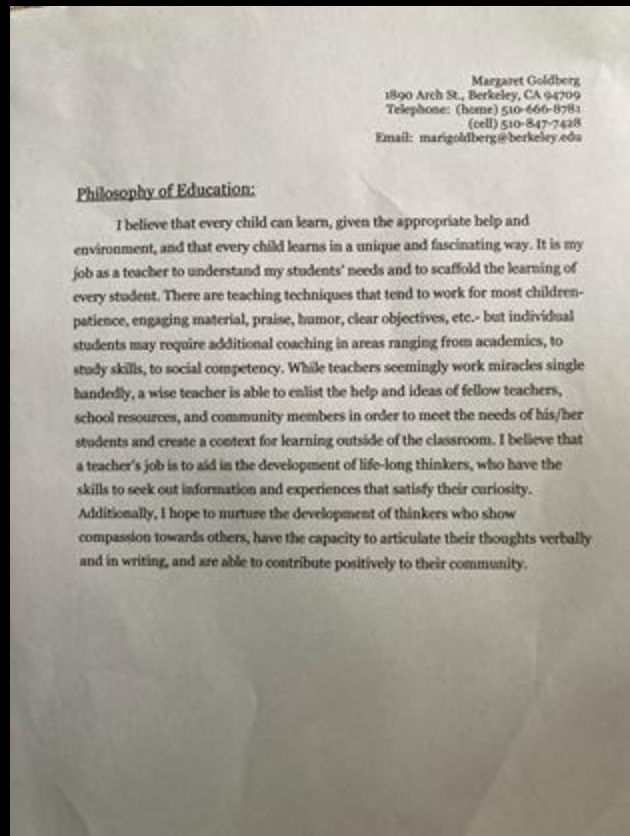 Margaret Goldberg
1890 Arch St., Berkeley, CA 94709
Telephone: (home) 510-666-8781
(cell) 510-847-7428
Email: marigoldberg@berkeley.edu
Philosophy of Education:
I believe that every child can learn, given the appropriate help and
environment, and that every child learns in a unique and fascinating way. It is my
job as a teacher to understand my students' needs and to scaffold the learning of
every student. There are teaching techniques that tend to work for most children-
patience, engaging material, praise, humor, clear objectives, etc.- but individual
students may require additional coaching in areas ranging from academics, to
study skills, to social competency. While teachers seemingly work miracles single
handedly, a wise teacher is able to enlist the help and ideas of fellow teachers,
school resources, and community members in order to meet the needs of his/her
students and create a context for learning outside of the classroom. I believe that
a teacher's job is to aid in the development of life-long thinkers, who have the
skills to seek out information and experiences that satisfy their curiosity.
Additionally, I hope to nurture the development of thinkers who show
compassion towards others, have the capacity to articulate their thoughts verbally
and in writing, and are able to contribute positively to their community.